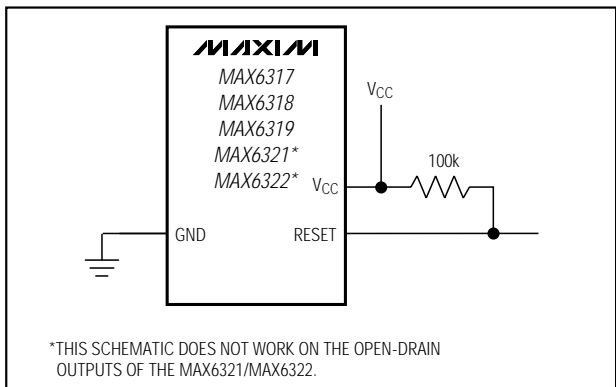 MAXIM
MAX6317
MAX6318
MAX6319
MAX6321*
MAX6322*
VCC
VCC
100k
GND
RESET
*THIS SCHEMATIC DOES NOT WORK ON THE OPEN-DRAIN
OUTPUTS OF THE MAX6321/MAX6322.